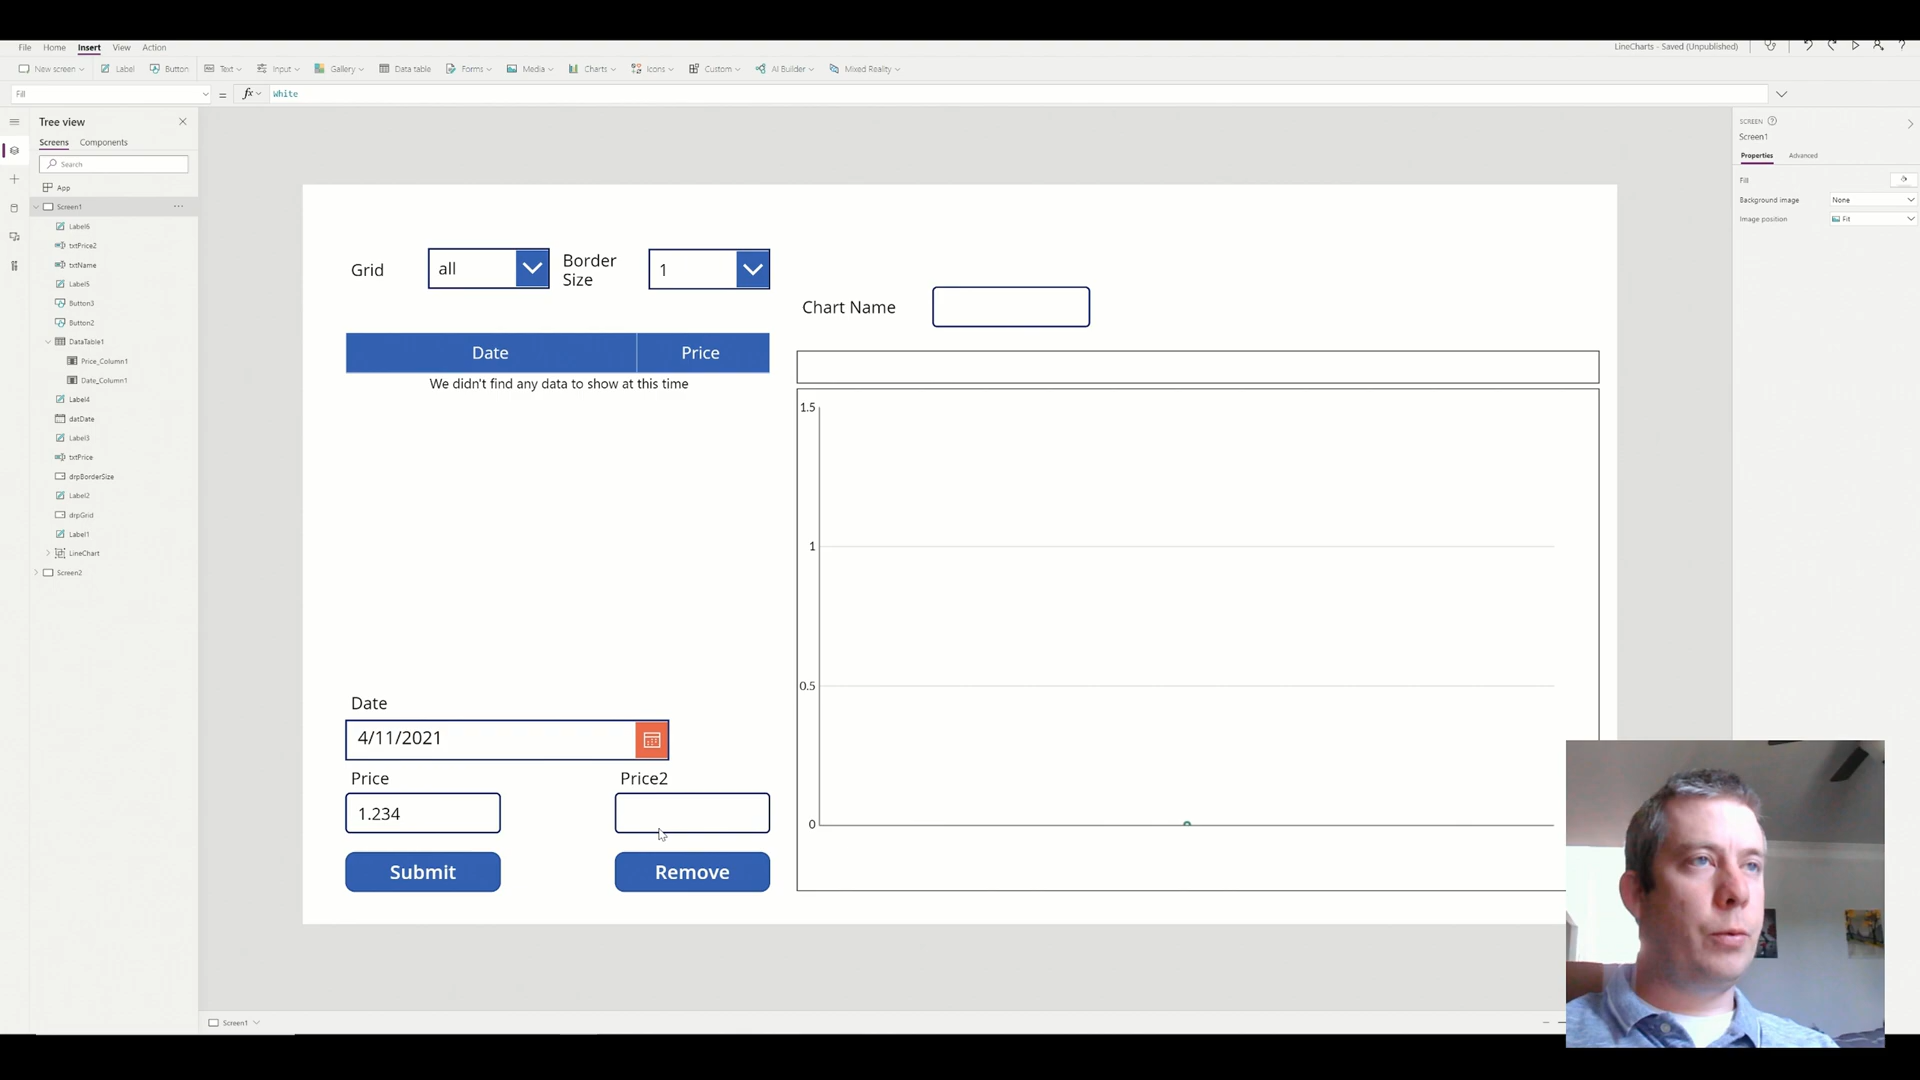 File Home Insert View Action
LineCharts - Saved (Unpublished)
New screen Label Button Text Input Gallery Data table Forms Media Charts Icons Custom AI Builder Mixed Reality
Fill = fx White
Tree view
Screens Components
Search
App
Screen1
Label6
txtPrice2
txtName
Label5
Button3
Button2
DataTable1
Price_Column1
Date_Column1
Label4
datDate
Label3
txtPrice
drpBorderSize
Label2
drpGrid
Label1
LineChart
Screen2
Grid
all
Border
Size
1
Chart Name
Date Price
We didn't find any data to show at this time
1.5
1
0.5
0
Date
4/11/2021
Price Price2
1.234
Submit Remove
SCREEN
Screen1
Properties Advanced
Fill
Background image None
Image position Fit
Screen1